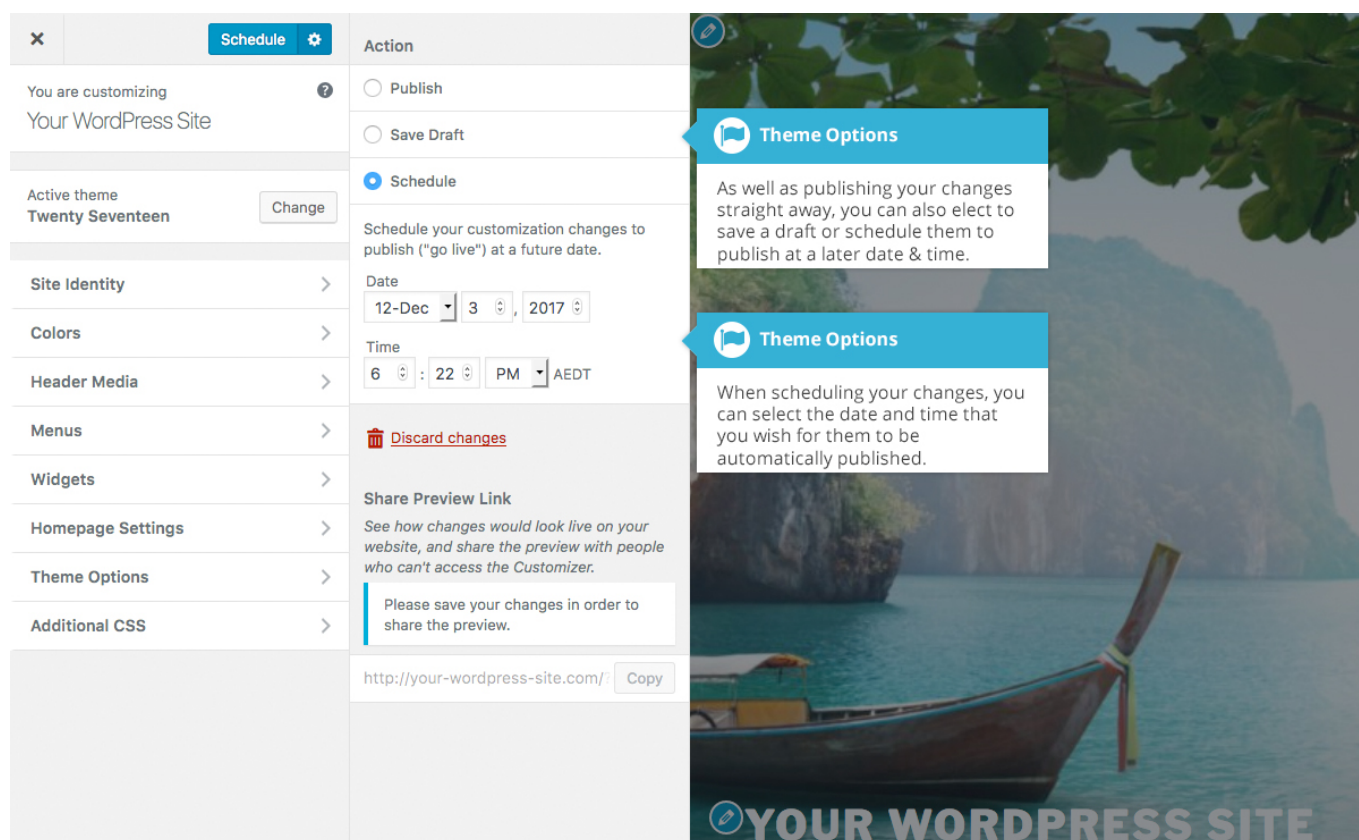 Schedule
You are customizing
Your WordPress Site
Active theme
Twenty Seventeen
Change
Site Identity
Colors
Header Media
Menus
Widgets
Homepage Settings
Theme Options
Additional CSS
Action
Publish
Save Draft
Schedule
Schedule your customization changes to
publish ("go live") at a future date.
Date
12-Dec 3 , 2017
Time
6 : 22 PM AEDT
Discard changes
Share Preview Link
See how changes would look live on your
website, and share the preview with people
who can't access the Customizer.
Please save your changes in order to
share the preview.
http://your-wordpress-site.com/?
Copy
Theme Options
As well as publishing your changes
straight away, you can also elect to
save a draft or schedule them to
publish at a later date & time.
Theme Options
When scheduling your changes, you
can select the date and time that
you wish for them to be
automatically published.
YOUR WORDPRESS SITE